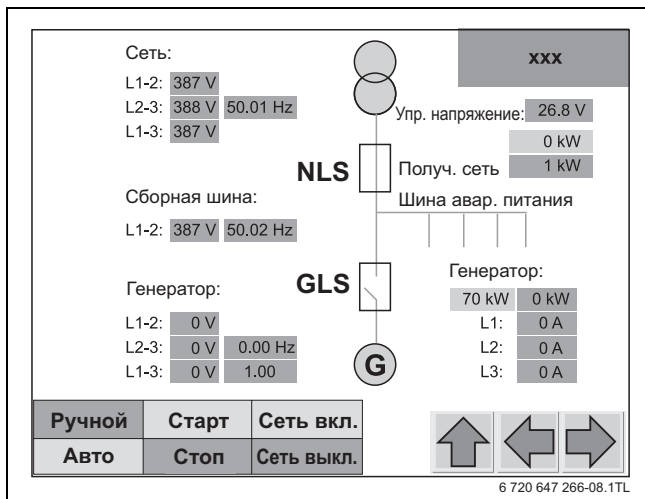 Сеть:
xxx
L1-2: 387 V
L2-3: 388 V 50.01 Hz
L1-3: 387 V
Упр. напряжение: 26.8 V
0 kW
NLS
Получ. сеть 1 kW
Сборная шина:
Шина авар. питания
L1-2: 387 V 50.02 Hz
Генератор:
GLS
L1-2: 0 V
L2-3: 0 V 0.00 Hz
L1-3: 0 V 1.00
G
Генератор:
70 kW 0 kW
L1: 0 A
L2: 0 A
L3: 0 A
Ручной Старт Сеть вкл.
Авто Стоп Сеть выкл.
6 720 647 266-08.1TL